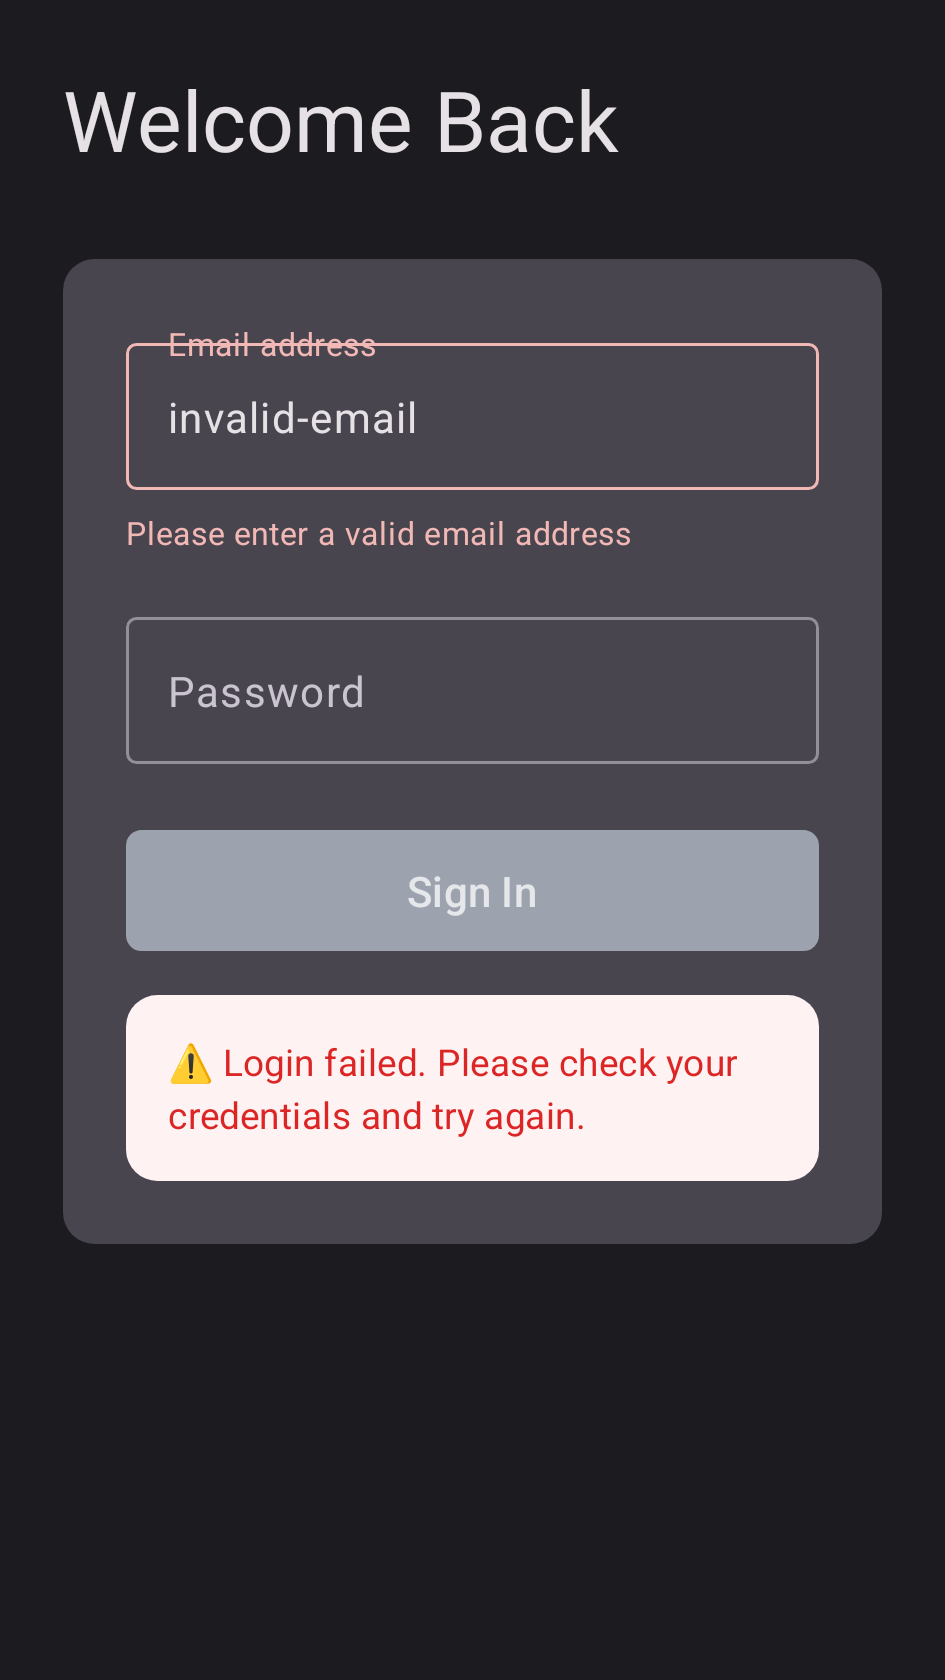 Welcome Back
Email address
invalid-email
Please enter a valid email address
Password
Sign In
⚠️ Login failed. Please check your
credentials and try again.